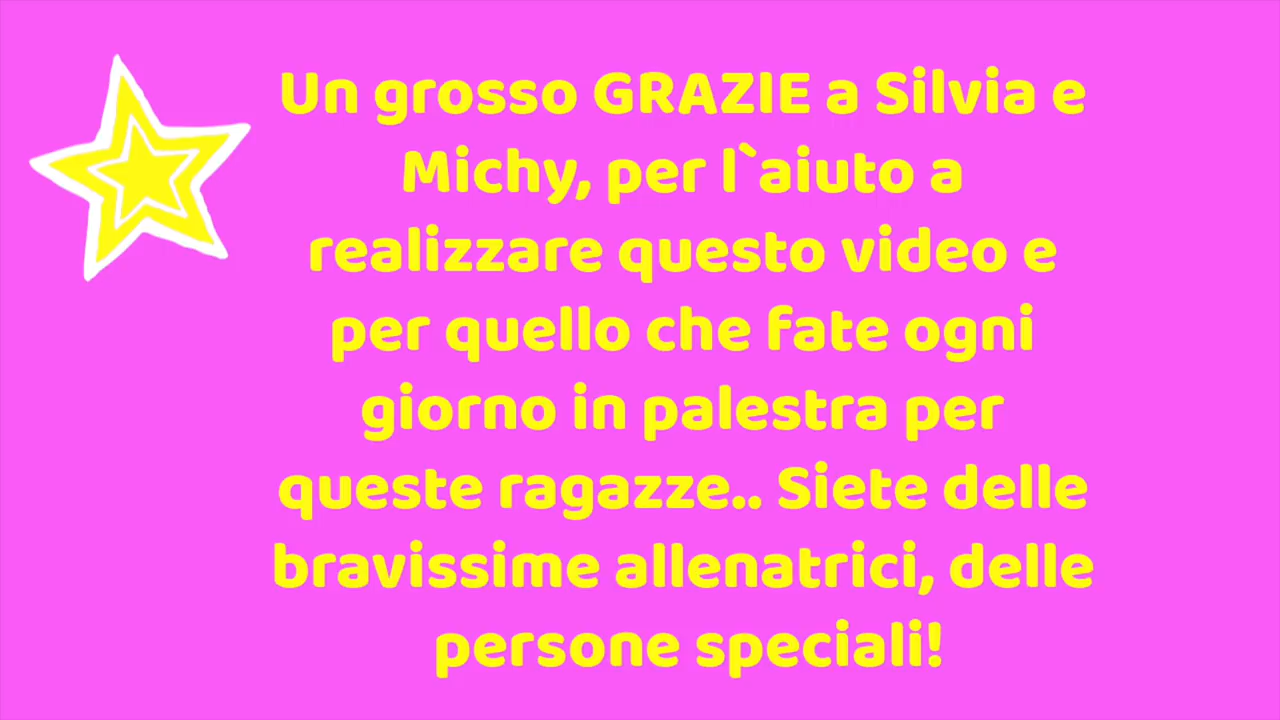 Un grosso GRAZIE a Silvia e
Michy, per l`aiuto a
realizzare questo video e
per quello che fate ogni
giorno in palestra per
queste ragazze.. Siete delle
bravissime allenatrici, delle
persone speciali!